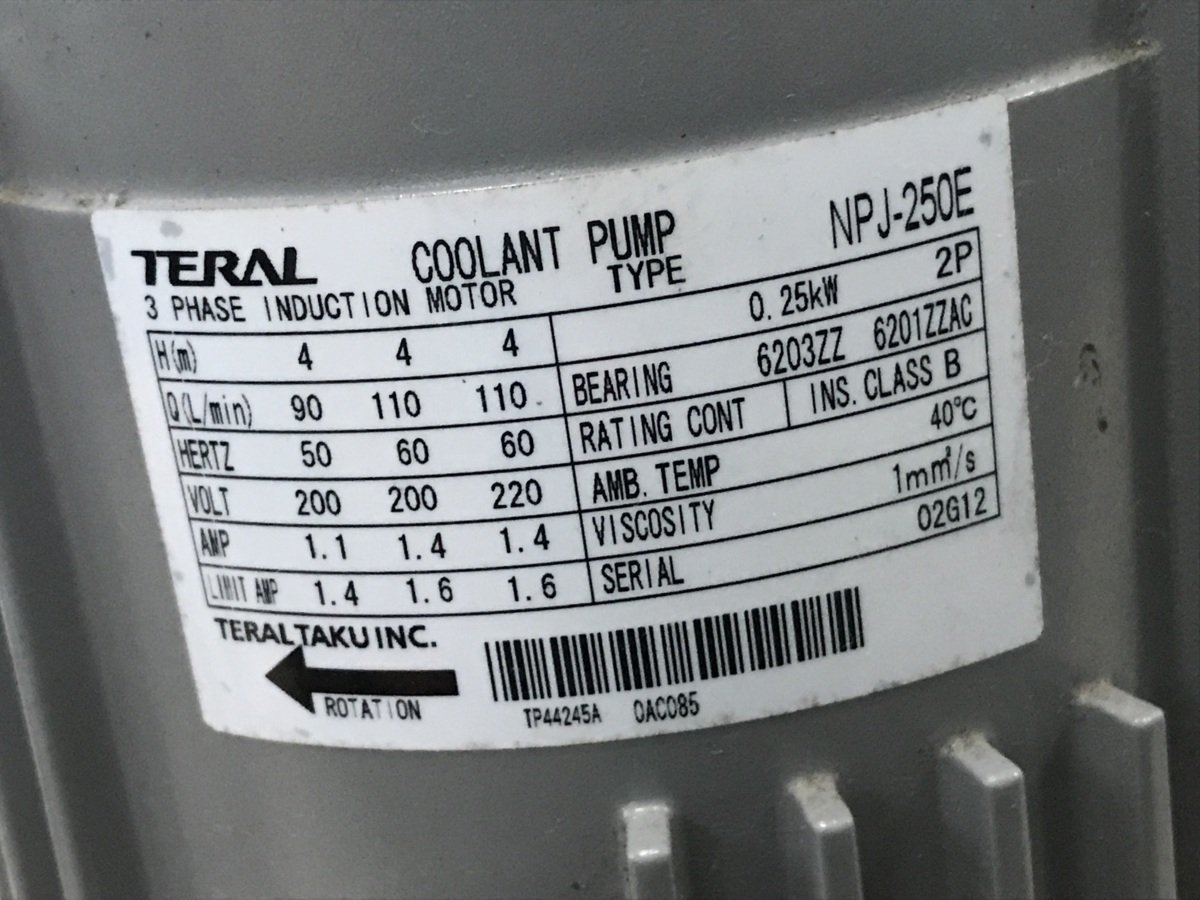 TERAL COOLANT PUMP
3 PHASE INDUCTION MOTOR TYPE NPJ-250E
H(m) 4 4 4 0.25kW 2P
Q(L/min) 90 110 110 BEARING 6203ZZ 6201ZZAC
HERTZ 50 60 60 RATING CONT INS. CLASS B
VOLT 200 200 220 AMB. TEMP 40℃
AMP 1.1 1.4 1.4 VISCOSITY 1mm²/s
LIMIT AMP 1.4 1.6 1.6 SERIAL 02G12
TERALTAKU INC.
ROTATION TP44245A 0AC085